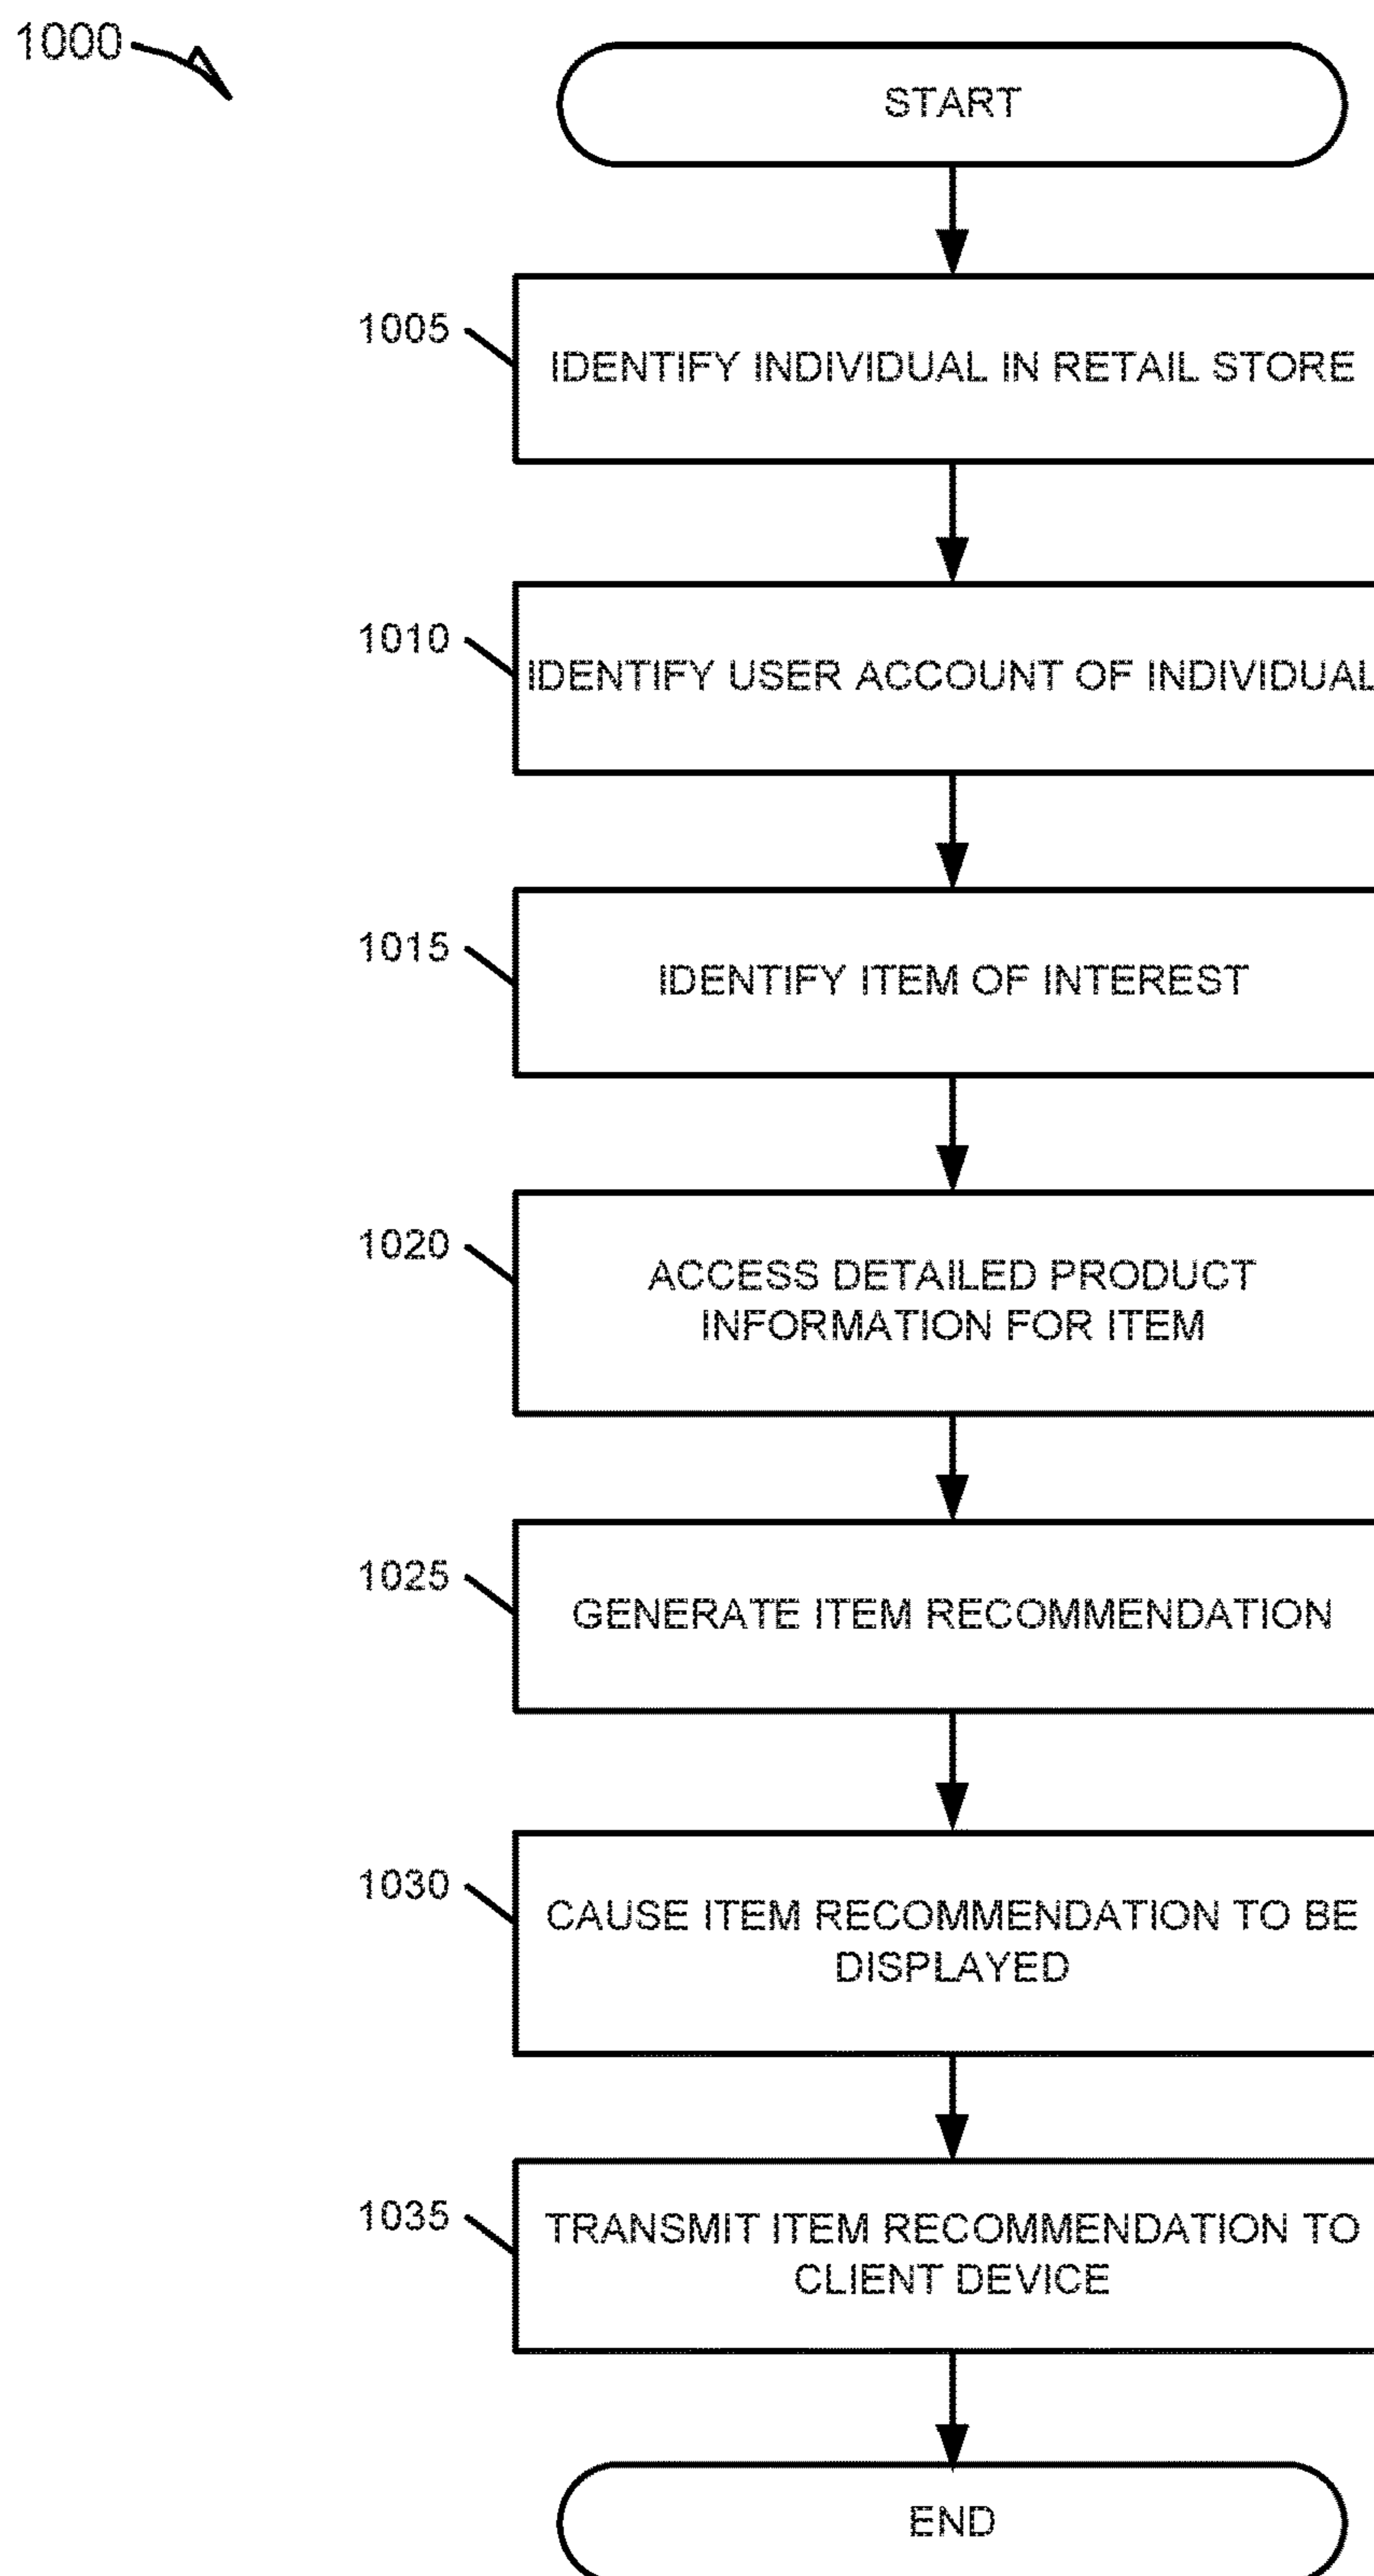 1000
START
1005
IDENTIFY INDIVIDUAL IN RETAIL STORE
1010
IDENTIFY USER ACCOUNT OF INDIVIDUAL
1015
IDENTIFY ITEM OF INTEREST
1020
ACCESS DETAILED PRODUCT
INFORMATION FOR ITEM
1025
GENERATE ITEM RECOMMENDATION
1030
CAUSE ITEM RECOMMENDATION TO BE
DISPLAYED
1035
TRANSMIT ITEM RECOMMENDATION TO
CLIENT DEVICE
END